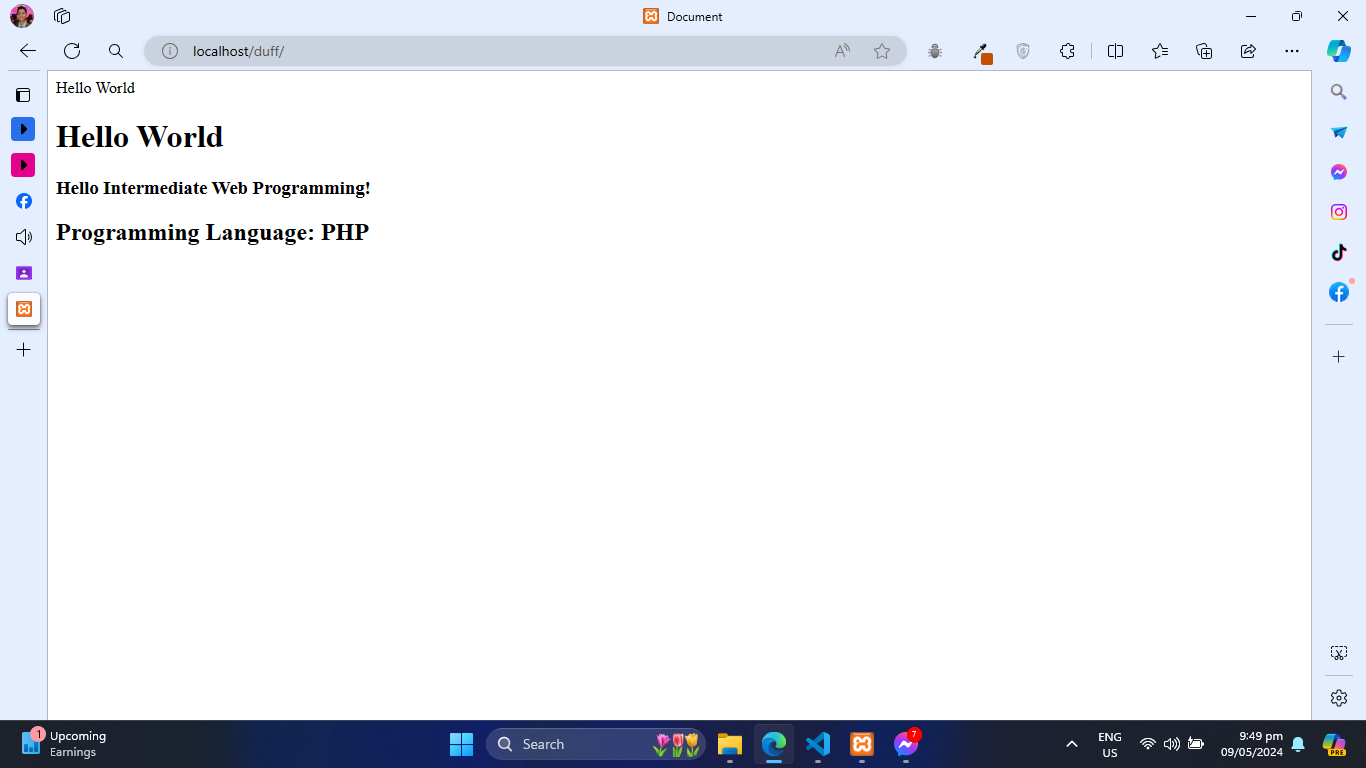 Document
localhost/duff/
Hello World
Hello World
Hello Intermediate Web Programming!
Programming Language: PHP
1
Upcoming
Earnings
Search
7
ENG
US
9:49 pm
09/05/2024
PRE